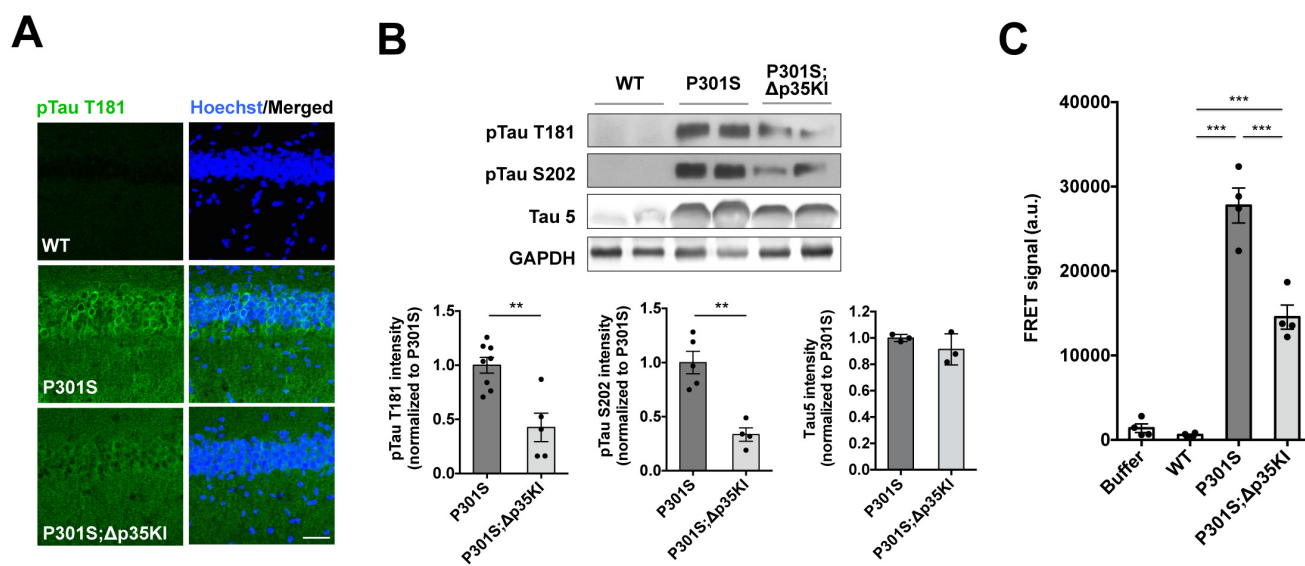 A
pTau T181
Hoechst/Merged
WT
P301S
P301S;Δp35KI
B
WT
P301S
P301S;
Δp35KI
pTau T181
pTau S202
Tau 5
GAPDH
pTau T181 intensity
(normalized to P301S)
1.5
1.0
0.5
0.0
**
P301S
P301S;Δp35KI
pTau S202 intensity
(normalized to P301S)
1.5
1.0
0.5
0.0
**
P301S
P301S;Δp35KI
Tau5 intensity
(normalized to P301S)
1.2
1.0
0.8
0.6
0.4
0.2
0.0
P301S
P301S;Δp35KI
C
FRET signal (a.u.)
40000
30000
20000
10000
0
***
***
***
Buffer
WT
P301S
P301S;Δp35KI